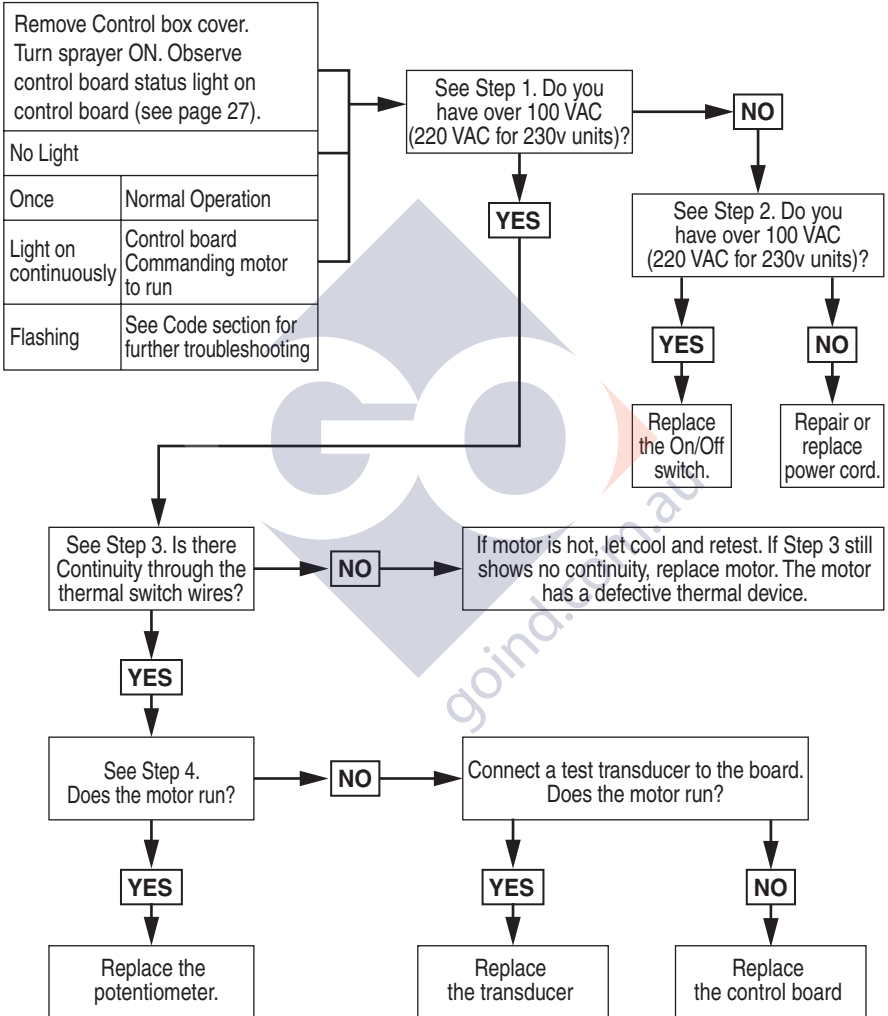 Remove Control box cover.
Turn sprayer ON. Observe
control board status light on
control board (see page 27).
No Light
Once
Normal Operation
Light on
continuously
Control board
Commanding motor
to run
Flashing
See Code section for
further troubleshooting
See Step 1. Do you
have over 100 VAC
(220 VAC for 230v units)?
NO
YES
See Step 2. Do you
have over 100 VAC
(220 VAC for 230v units)?
YES
NO
Replace
the On/Off
switch.
Repair or
replace
power cord.
See Step 3. Is there
Continuity through the
thermal switch wires?
NO
If motor is hot, let cool and retest. If Step 3 still
shows no continuity, replace motor. The motor
has a defective thermal device.
YES
See Step 4.
Does the motor run?
NO
Connect a test transducer to the board.
Does the motor run?
YES
YES
NO
Replace the
potentiometer.
Replace
the transducer
Replace
the control board
GO
goind.com.au